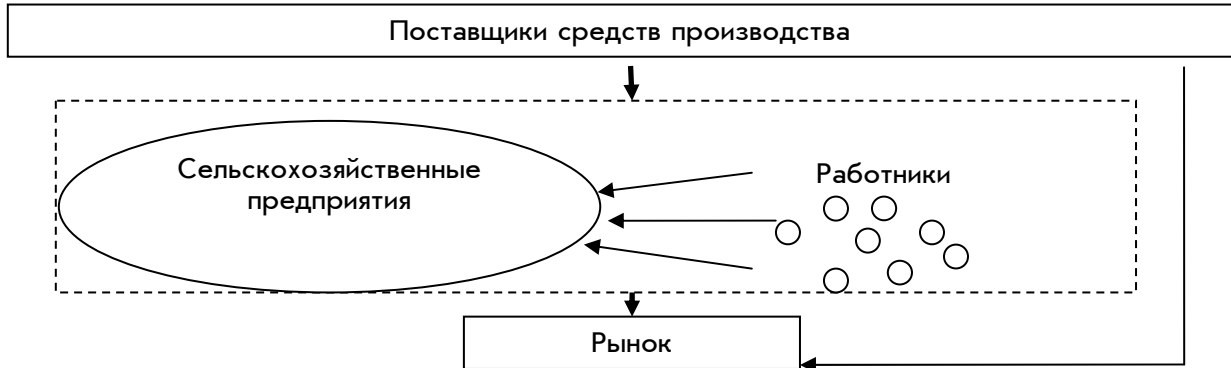 Поставщики средств производства
Сельскохозяйственные
предприятия
Работники
Рынок